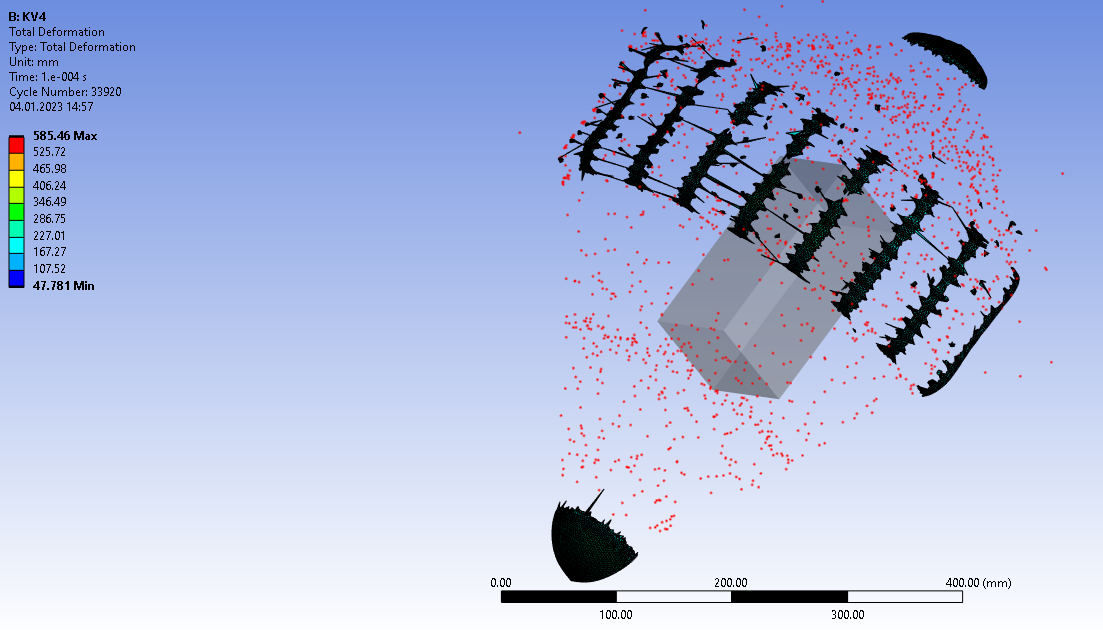 B: KV4
Total Deformation
Type: Total Deformation
Unit: mm
Time: 1.e-004 s
Cycle Number: 33920
04.01.2023 14:57
585.46 Max
525.72
465.98
406.24
346.49
286.75
227.01
167.27
107.52
47.781 Min
0.00 200.00 400.00 (mm)
100.00 300.00